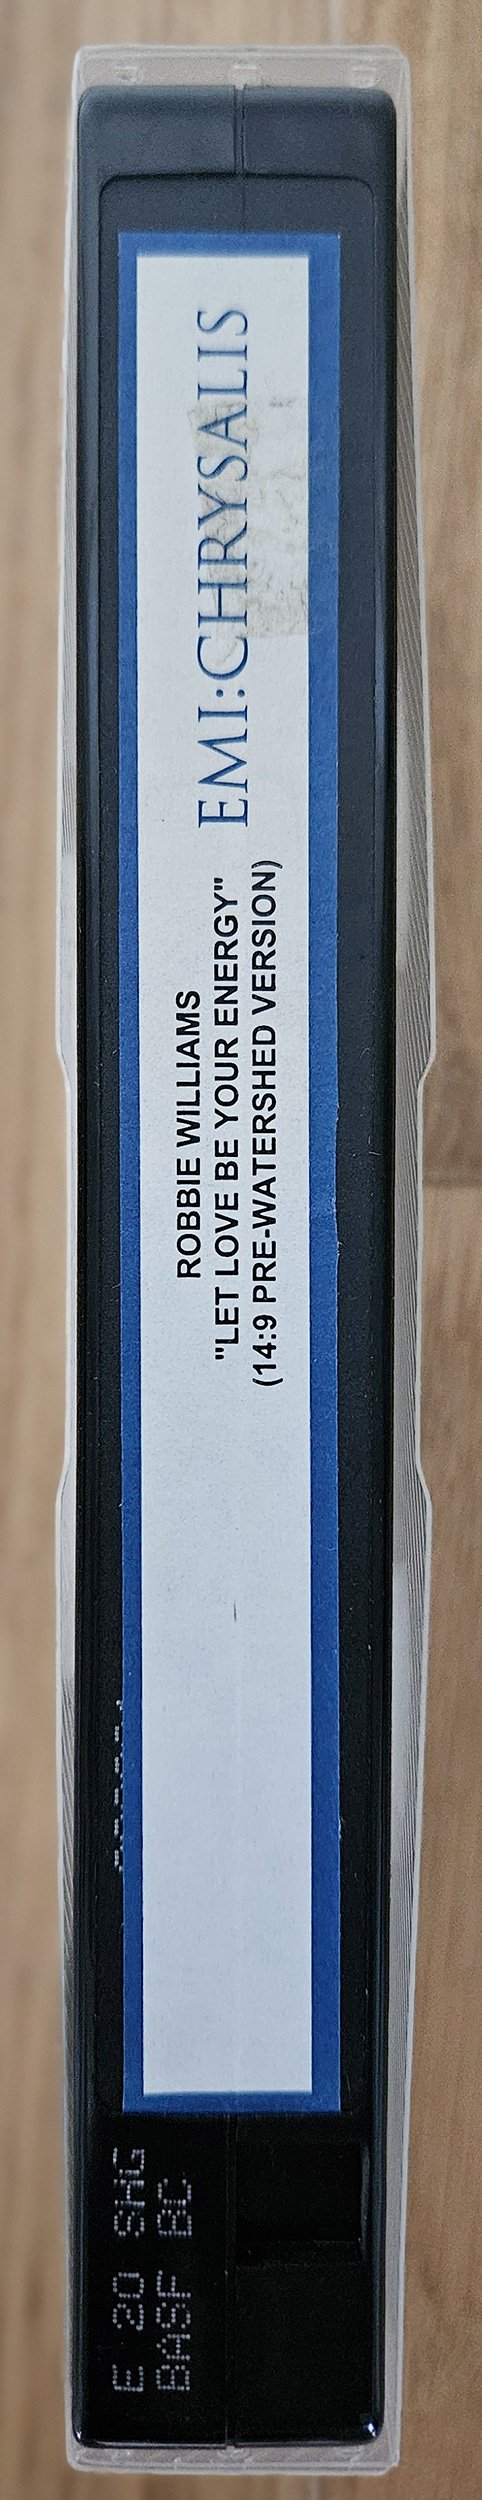 EMI:CHRYSALIS
ROBBIE WILLIAMS
"LET LOVE BE YOUR ENERGY"
(14:9 PRE-WATERSHED VERSION)
E 20 SHG
BASF BC